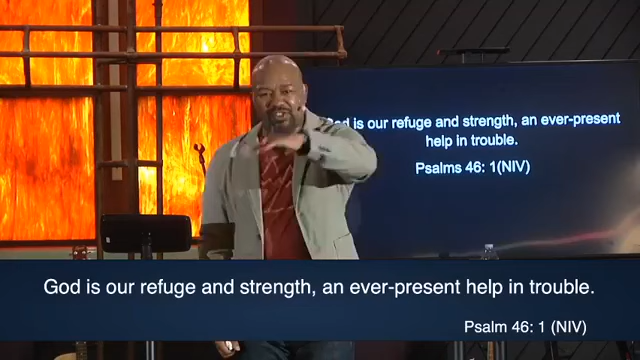 God is our refuge and strength, an ever-present
help in trouble.
Psalms 46: 1(NIV)
God is our refuge and strength, an ever-present help in trouble.
Psalm 46: 1 (NIV)